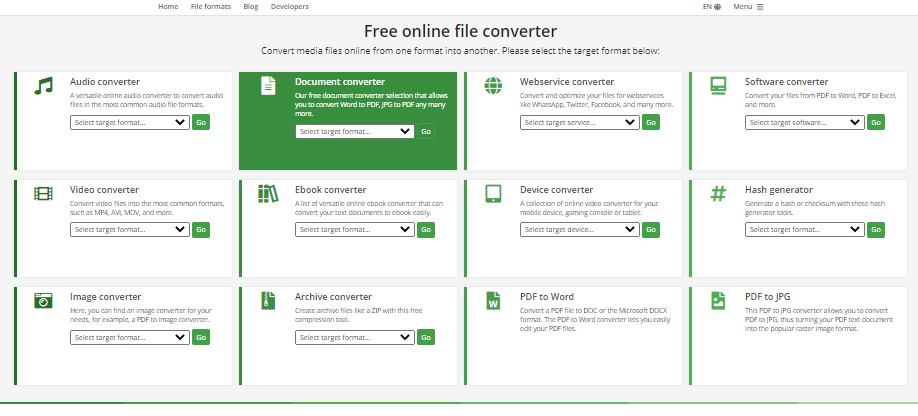 Home File formats Blog Developers EN Menu
Free online file converter
Convert media files online from one format into another. Please select the target format below:
Audio converter
A versatile online audio converter to convert audio
files in the most common audio file formats.
Select target format... Go
Document converter
Our free document converter selection that allows
you to convert Word to PDF, JPG to PDF any many
more.
Select target format... Go
Webservice converter
Convert and optimize your files for webservices
like WhatsApp, Twitter, Facebook, and many more.
Select target service... Go
Software converter
Convert your files from PDF to Word, PDF to Excel,
and more.
Select target software... Go
Video converter
Convert video files into the most common formats,
such as MP4, AVI, MOV, and more.
Select target format... Go
Ebook converter
A list of versatile online ebook converter that can
convert your text documents to ebook easily.
Select target format... Go
Device converter
A collection of online video converter for your
mobile device, gaming console or tablet.
Select target device... Go
Hash generator
Generate a hash or checksum with these hash
generator tools.
Select target format... Go
Image converter
Here, you can find an image converter for your
needs, for example, a PDF to image converter.
Select target format... Go
Archive converter
Create archive files like a ZIP with this free
compression tool.
Select target format... Go
W
PDF to Word
Convert a PDF file to DOC or the Microsoft DOCX
format. The PDF to Word converter lets you easily
edit your PDF files.
PDF to JPG
This PDF to JPG converter allows you to convert
PDF to JPG, thus turning your PDF text document
into the popular raster image format.